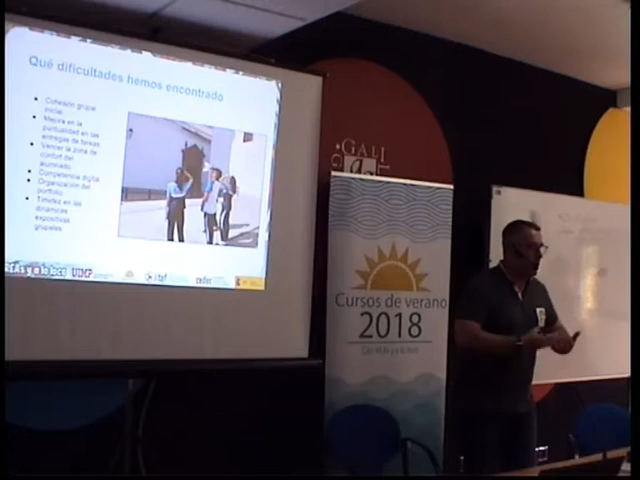 Qué dificultades hemos encontrado
Cohesión grupal
inicial
Mejora en la
puntualidad en las
entregas de tareas
Vencer la zona de
confort del
alumnado
Competencia digital
Organización del
portfolio
Timidez en las
dinámicas
expositivas
grupales
GALI
Cursos de verano
2018